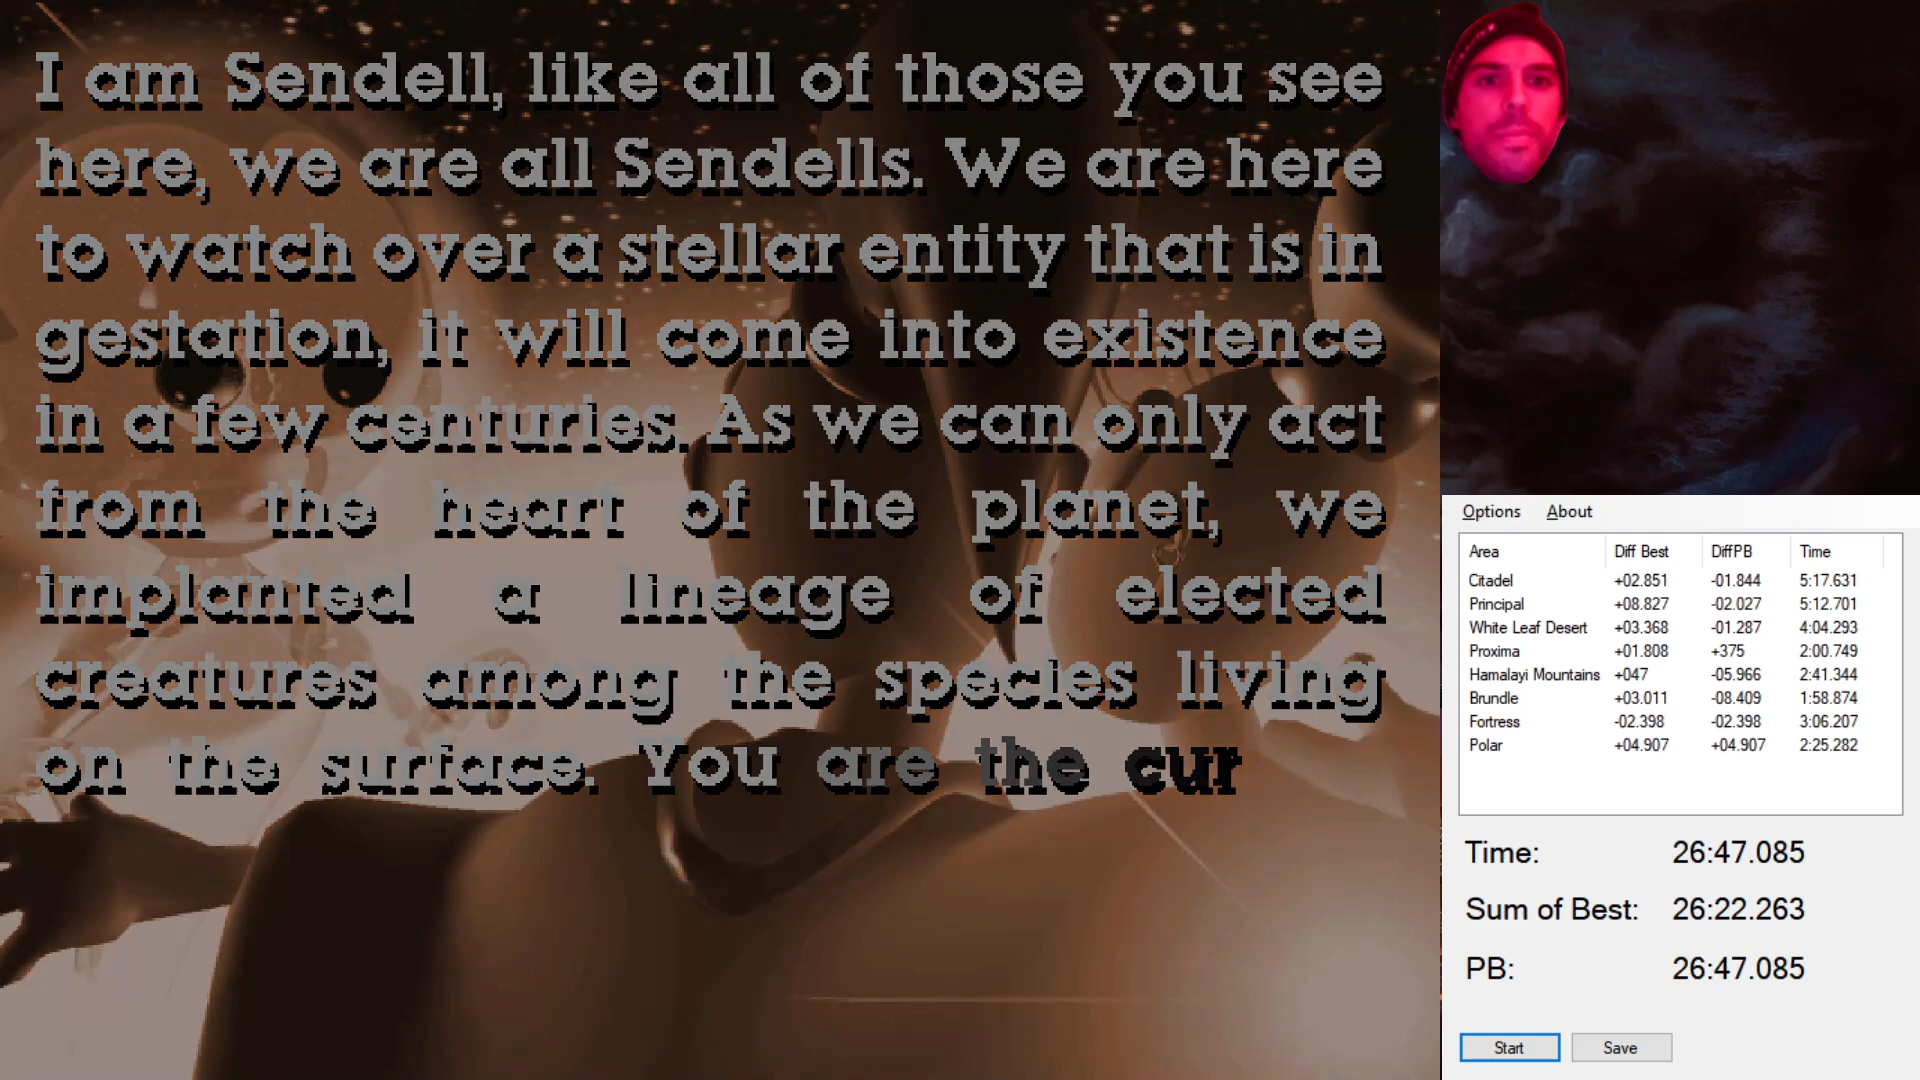 I am Sendell, like all of those you see
here, we are all Sendells. We are here
to watch over a stellar entity that is in
gestation, it will come into existence
in a few centuries. As we can only act
from the heart of the planet, we
implanted a lineage of elected
creatures among the species living
on the surface. You are the cur
Options About
Area Diff Best DiffPB Time
Citadel +02.851 -01.844 5:17.631
Principal +08.827 -02.027 5:12.701
White Leaf Desert +03.368 -01.287 4:04.293
Proxima +01.808 +375 2:00.749
Hamalayi Mountains +047 -05.966 2:41.344
Brundle +03.011 -08.409 1:58.874
Fortress -02.398 -02.398 3:06.207
Polar +04.907 +04.907 2:25.282
Time: 26:47.085
Sum of Best: 26:22.263
PB: 26:47.085
Start Save